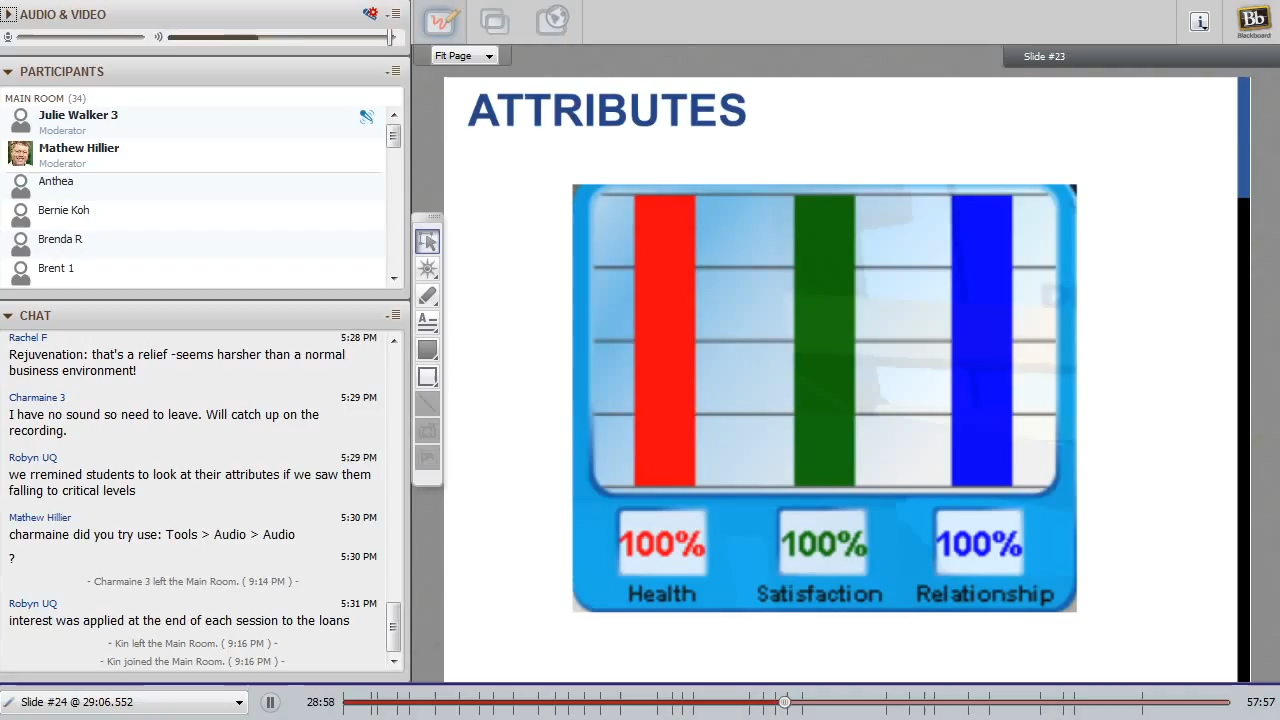 AUDIO & VIDEO
PARTICIPANTS
MAIN ROOM (34)
Julie Walker 3
Moderator
Mathew Hillier
Moderator
Anthea
Bernie Koh
Brenda R
Brent 1
CHAT
Rachel F 5:28 PM
Rejuvenation: that's a relief -seems harsher than a normal
business environment!
Charmaine 3 5:29 PM
I have no sound so need to leave. Will catch up on the
recording.
Robyn UQ 5:29 PM
we rremined students to look at their attributes if we saw them
falling to critical levels
Mathew Hillier 5:30 PM
charmaine did you try use: Tools > Audio > Audio
? 5:30 PM
- Charmaine 3 left the Main Room. ( 9:14 PM ) -
Robyn UQ 5:31 PM
interest was applied at the end of each session to the loans
- Kin left the Main Room. ( 9:16 PM ) -
- Kin joined the Main Room. ( 9:16 PM ) -
Slide #24 @ 29:06.552
28:58
57:57
Fit Page
Slide #23
Bb
Blackboard
ATTRIBUTES
100% 100% 100%
Health Satisfaction Relationship